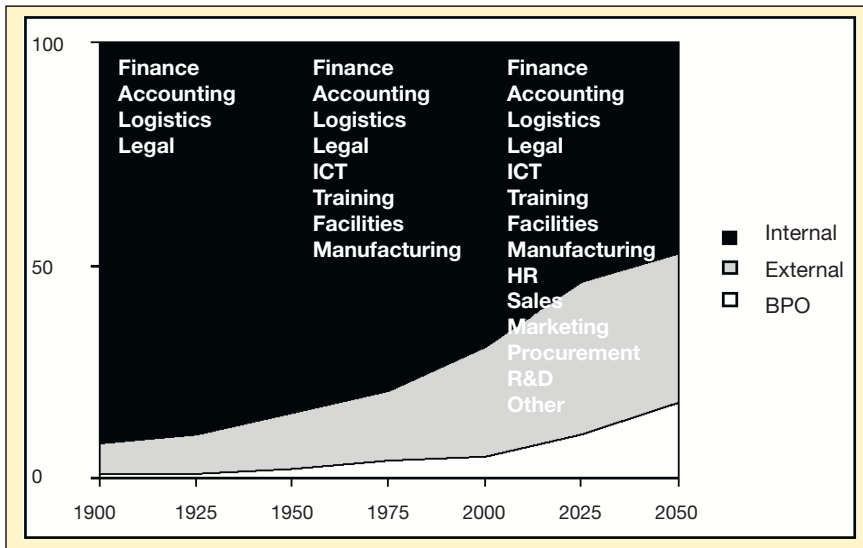 100
50
0
Finance
Accounting
Logistics
Legal
Finance
Accounting
Logistics
Legal
ICT
Training
Facilities
Manufacturing
Finance
Accounting
Logistics
Legal
ICT
Training
Facilities
Manufacturing
HR
Sales
Marketing
Procurement
R&D
Other
Internal
External
BPO
1900 1925 1950 1975 2000 2025 2050